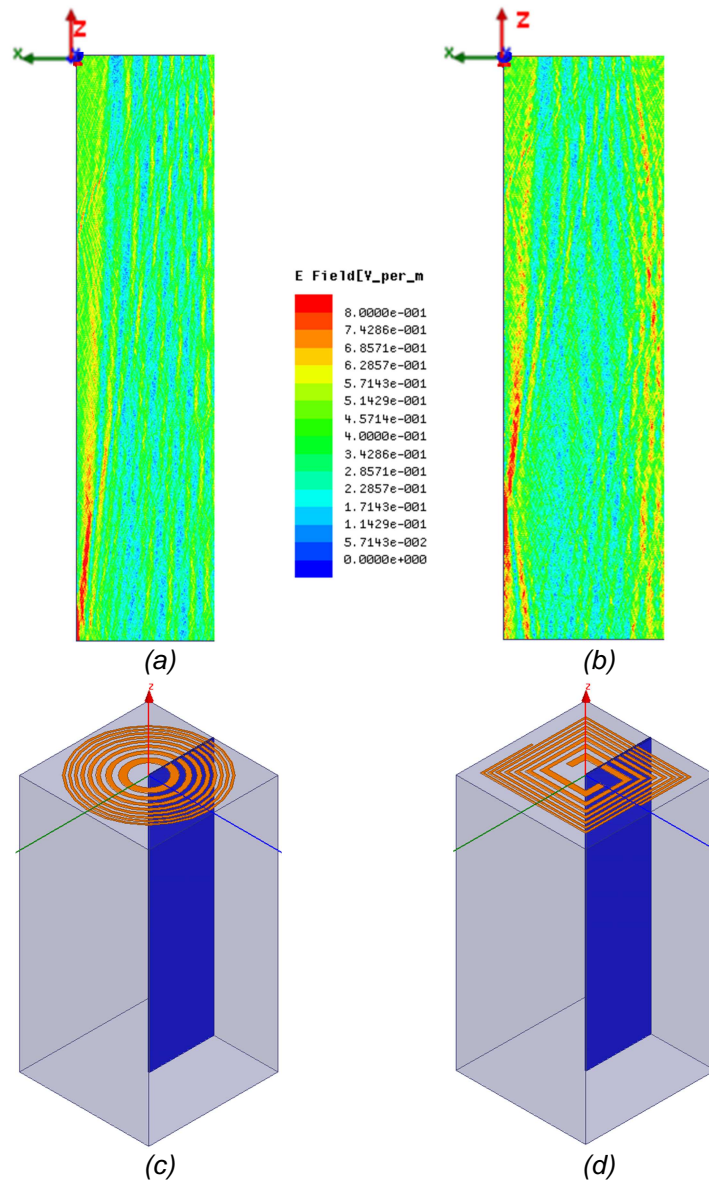 Z
X
Z
X
E Field[Y_per_m
8.0000e-001
7.4286e-001
6.8571e-001
6.2857e-001
5.7143e-001
5.1429e-001
4.5714e-001
4.0000e-001
3.4286e-001
2.8571e-001
2.2857e-001
1.7143e-001
1.1429e-001
5.7143e-002
0.0000e+000
(a)
(b)
z
z
(c)
(d)